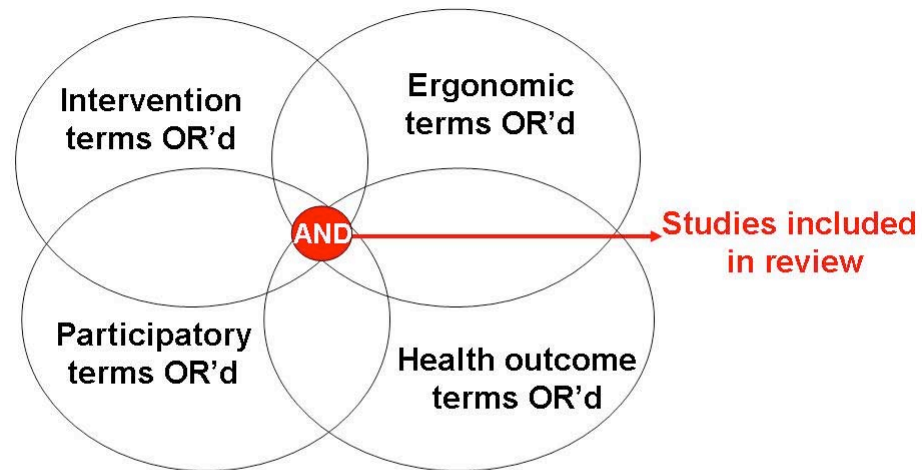 Intervention
terms OR'd
Ergonomic
terms OR'd
AND
Studies included
in review
Participatory
terms OR'd
Health outcome
terms OR'd